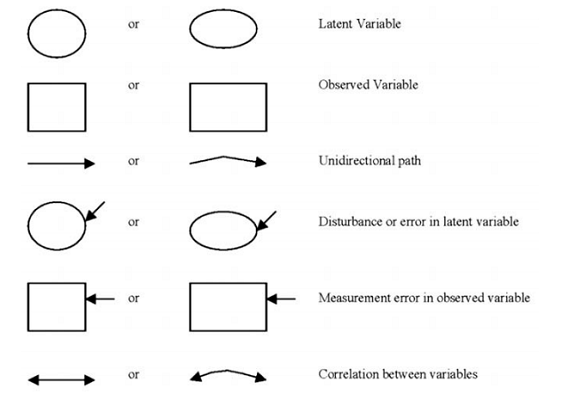 or Latent Variable
or Observed Variable
or Unidirectional path
or Disturbance or error in latent variable
or Measurement error in observed variable
or Correlation between variables